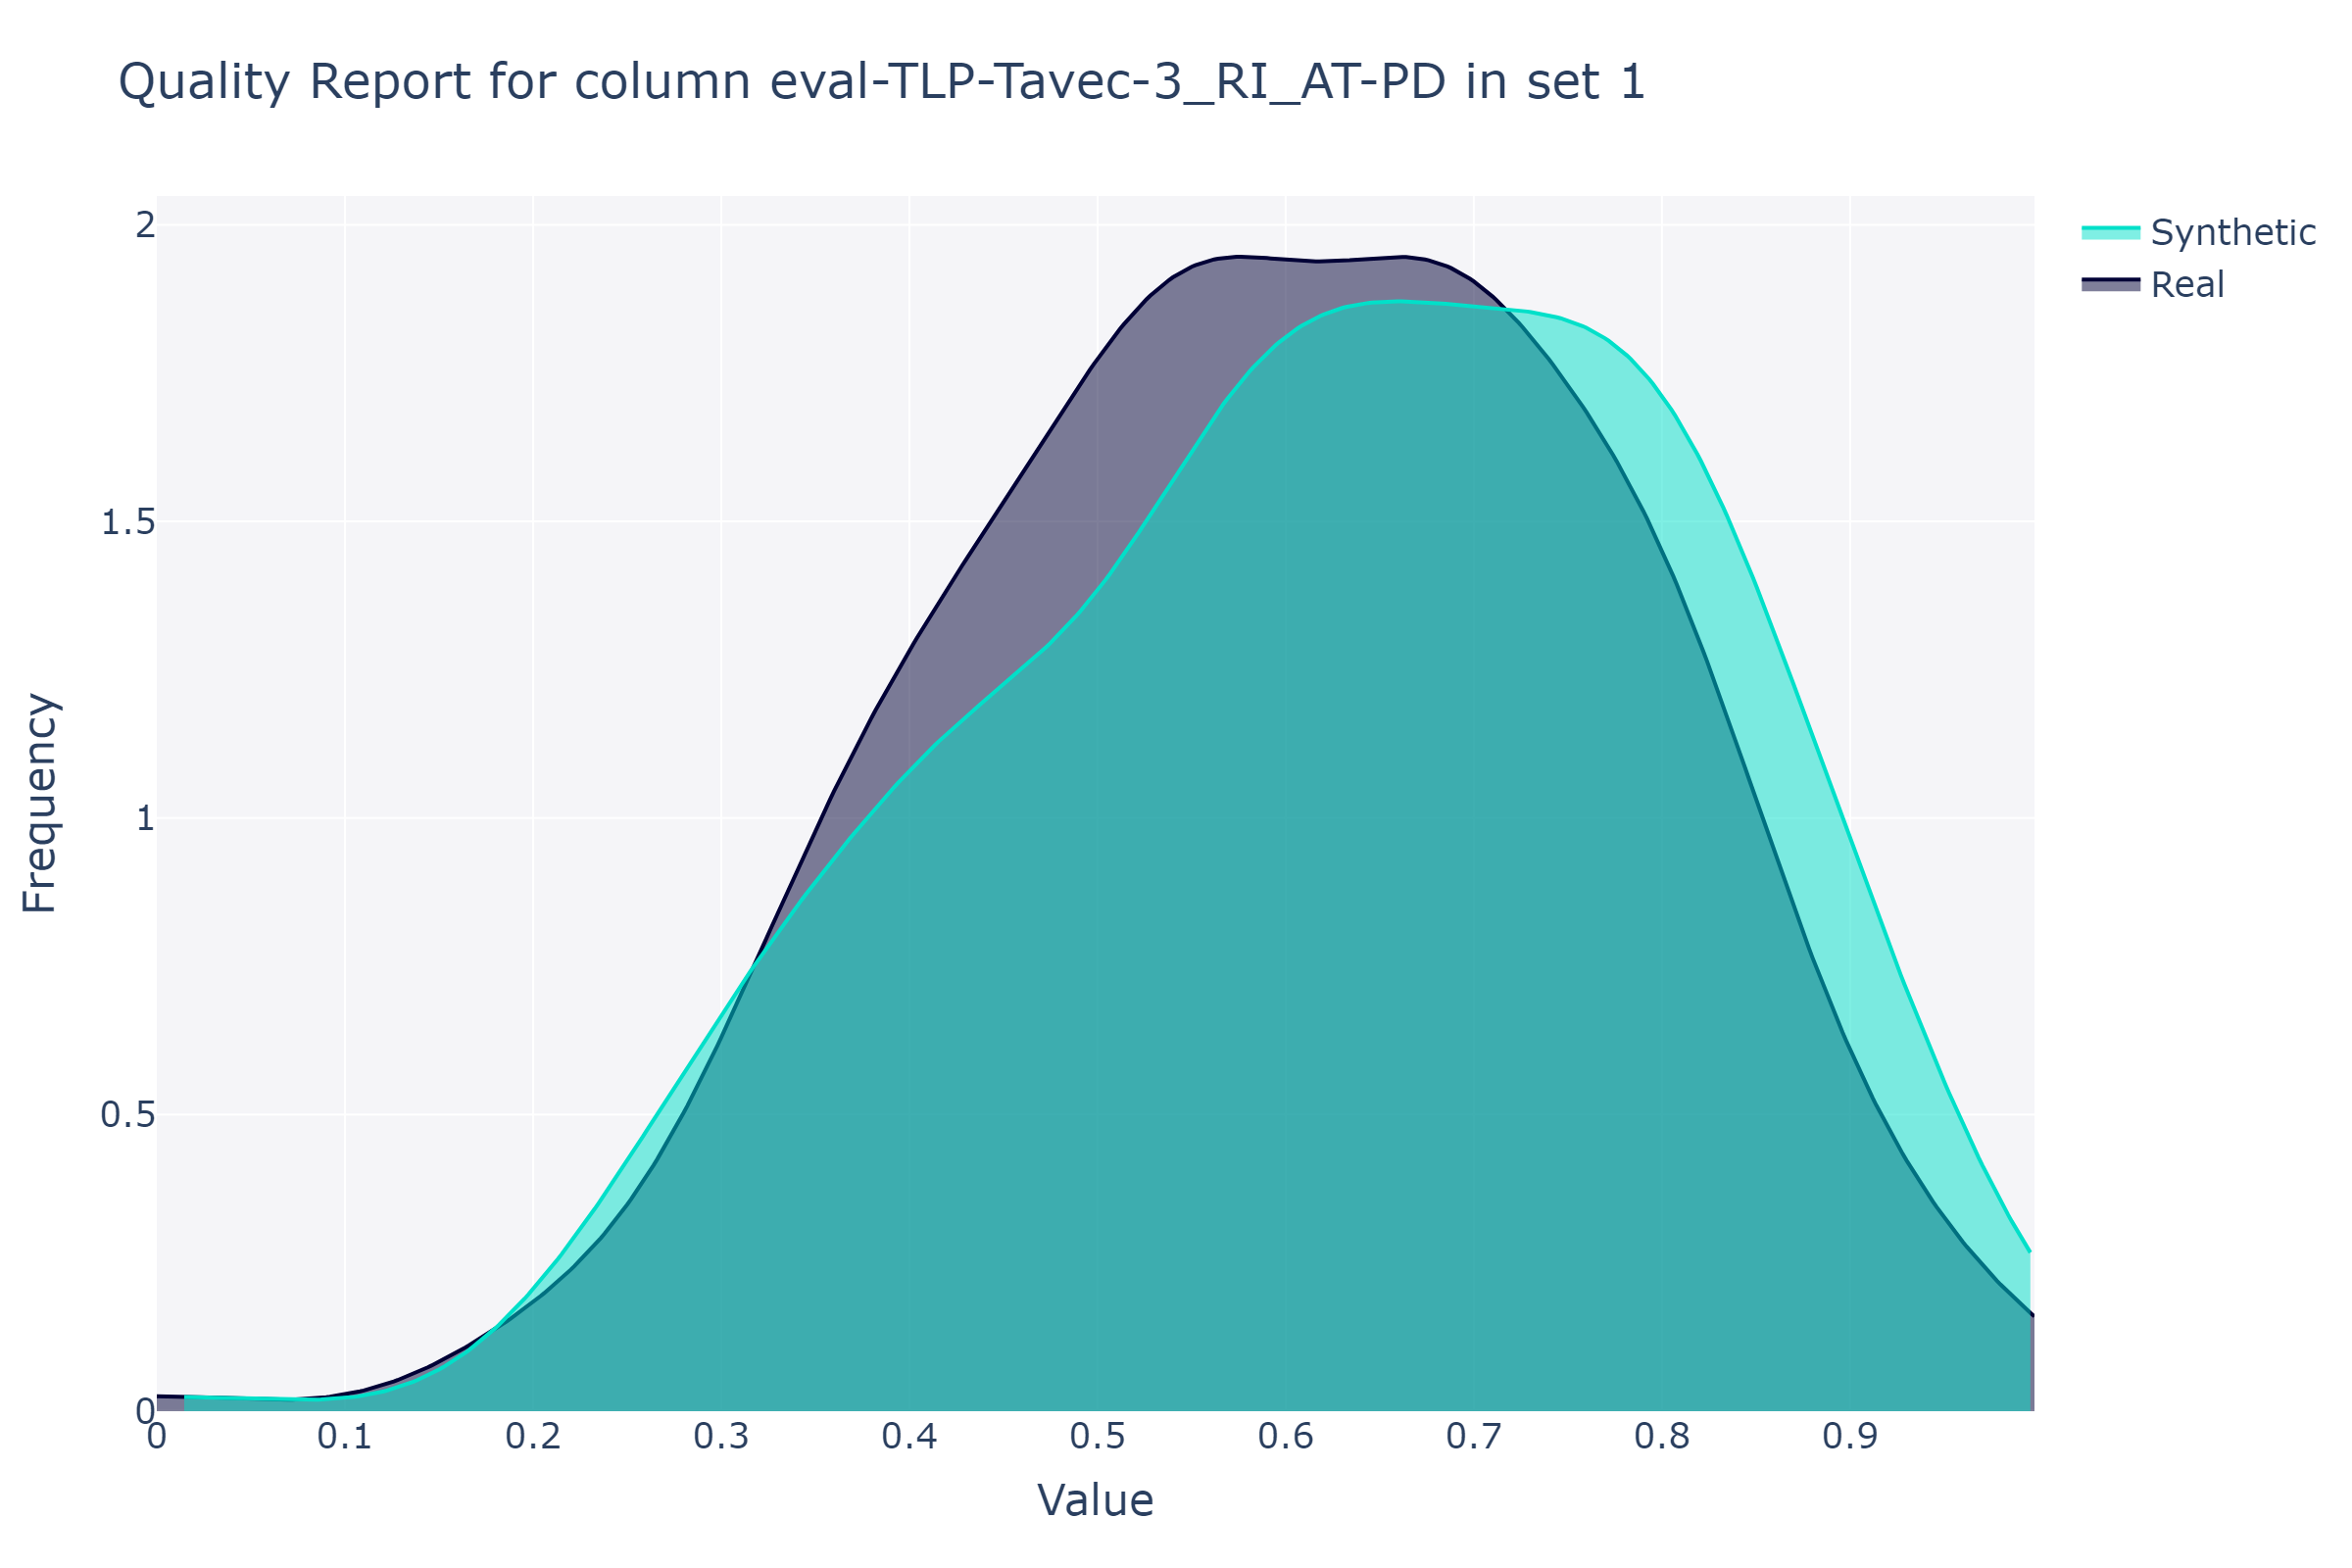 Quality Report for column eval-TLP-Tavec-3_RI_AT-PD in set 1
Synthetic
Real
Frequency
2
1.5
1
0.5
0
0 0.1 0.2 0.3 0.4 0.5 0.6 0.7 0.8 0.9
Value